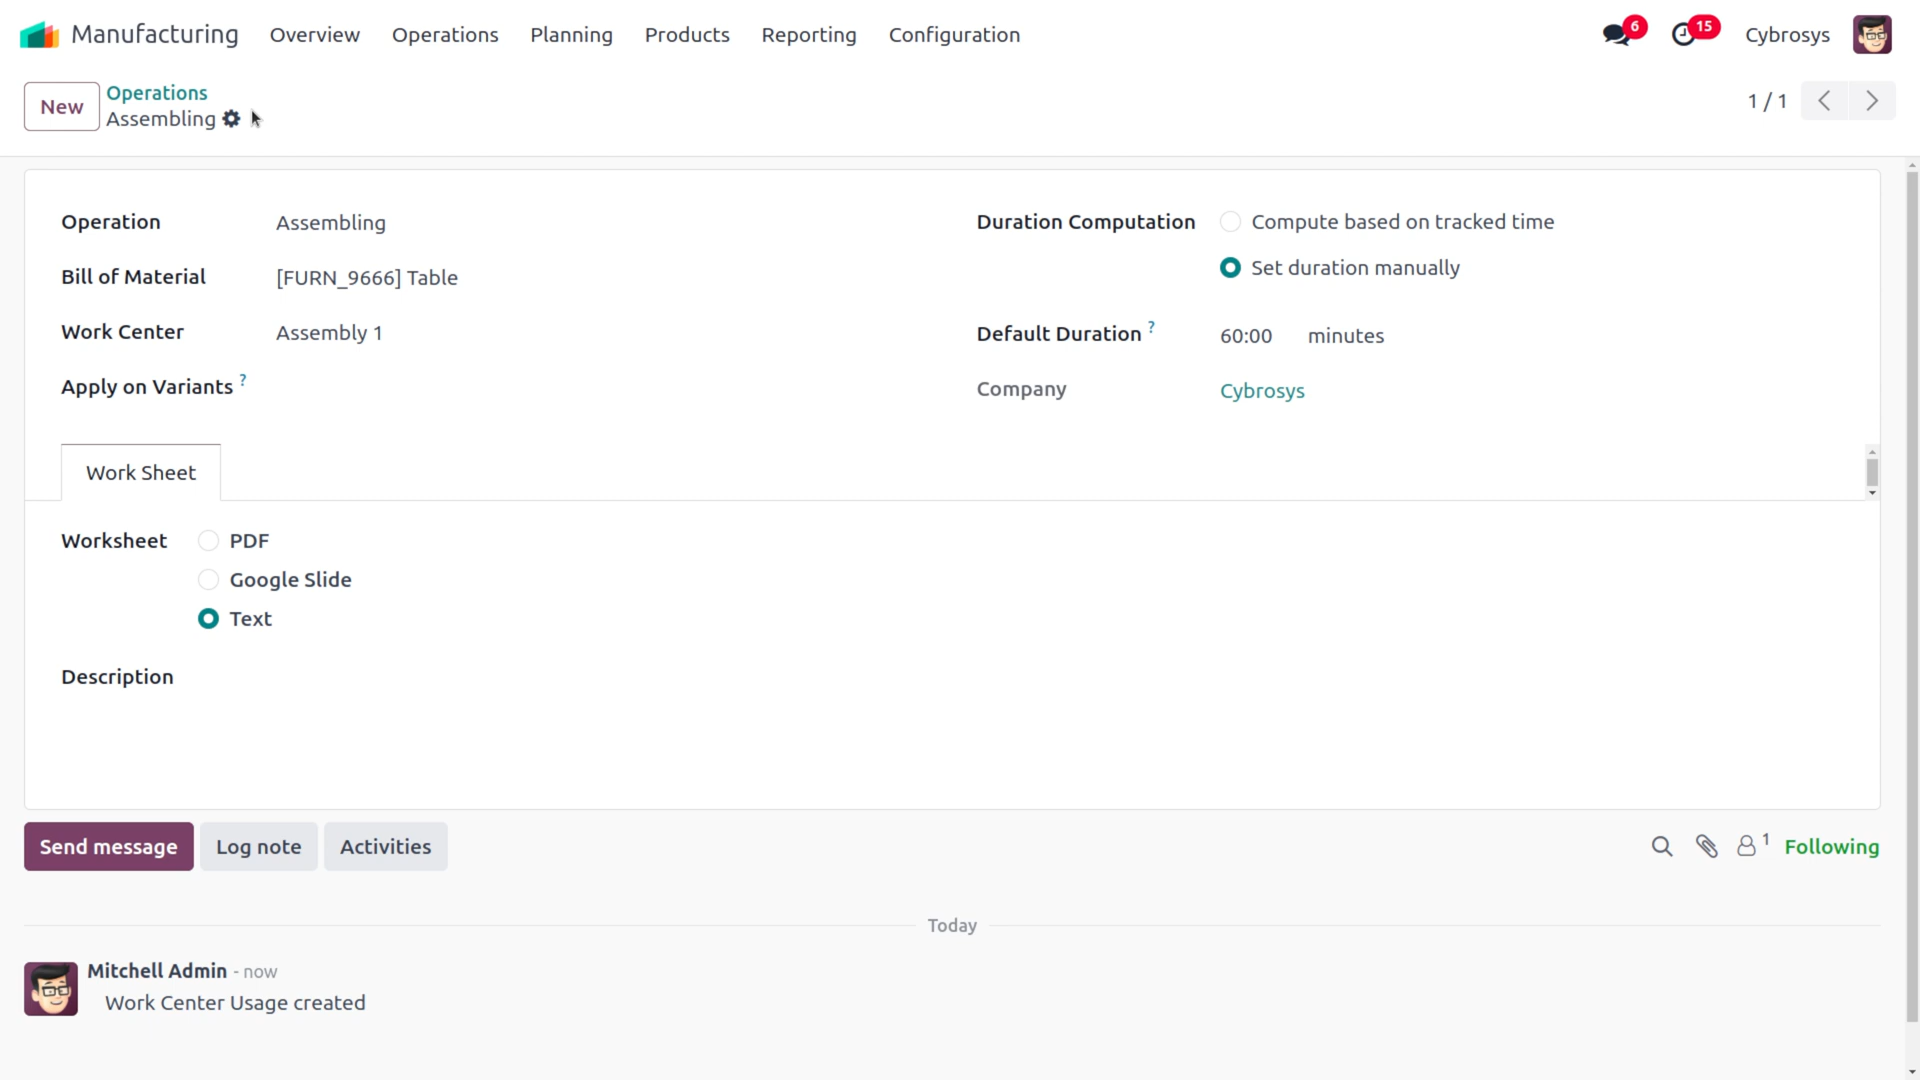 Manufacturing Overview Operations Planning Products Reporting Configuration 6 15 Cybrosys
New Operations
Assembling
1 / 1
Operation Assembling
Bill of Material [FURN_9666] Table
Work Center Assembly 1
Apply on Variants ?
Duration Computation Compute based on tracked time
Set duration manually
Default Duration ? 60:00 minutes
Company Cybrosys
Work Sheet
Worksheet PDF
Google Slide
Text
Description
Send message Log note Activities 1 Following
Today
Mitchell Admin - now
Work Center Usage created